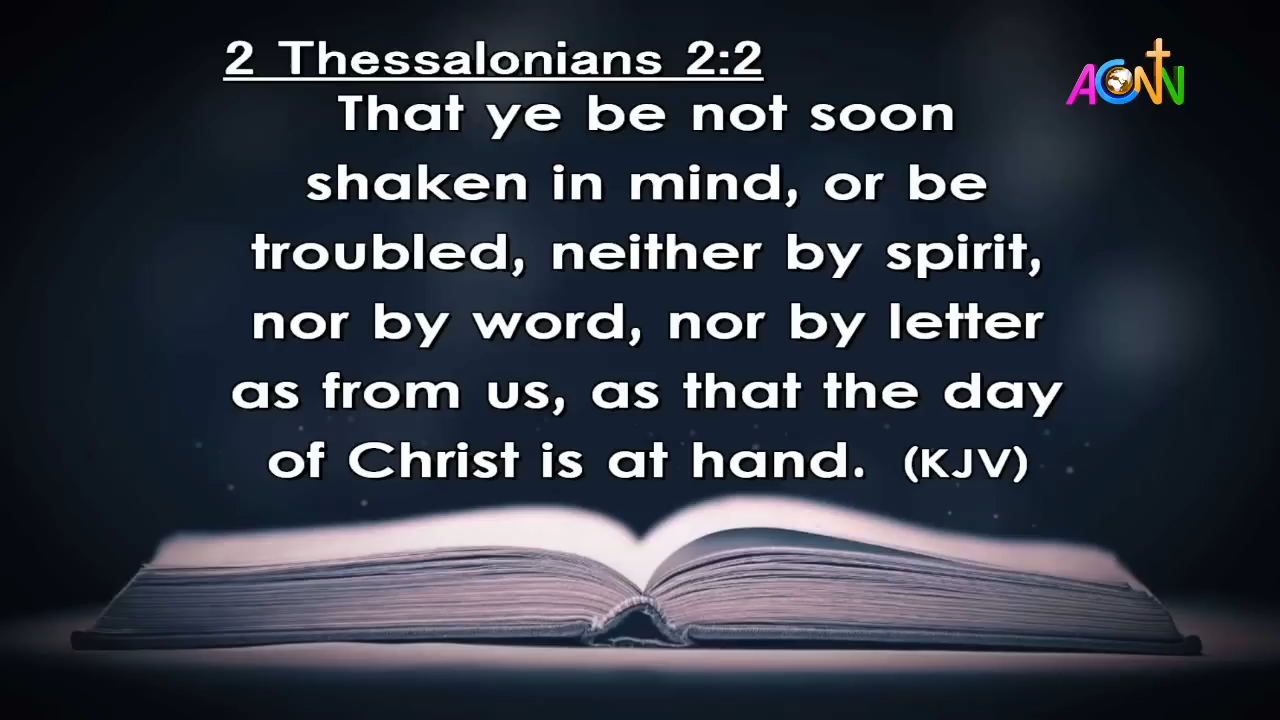 2 Thessalonians 2:2
ACNN
That ye be not soon
shaken in mind, or be
troubled, neither by spirit,
nor by word, nor by letter
as from us, as that the day
of Christ is at hand. (KJV)